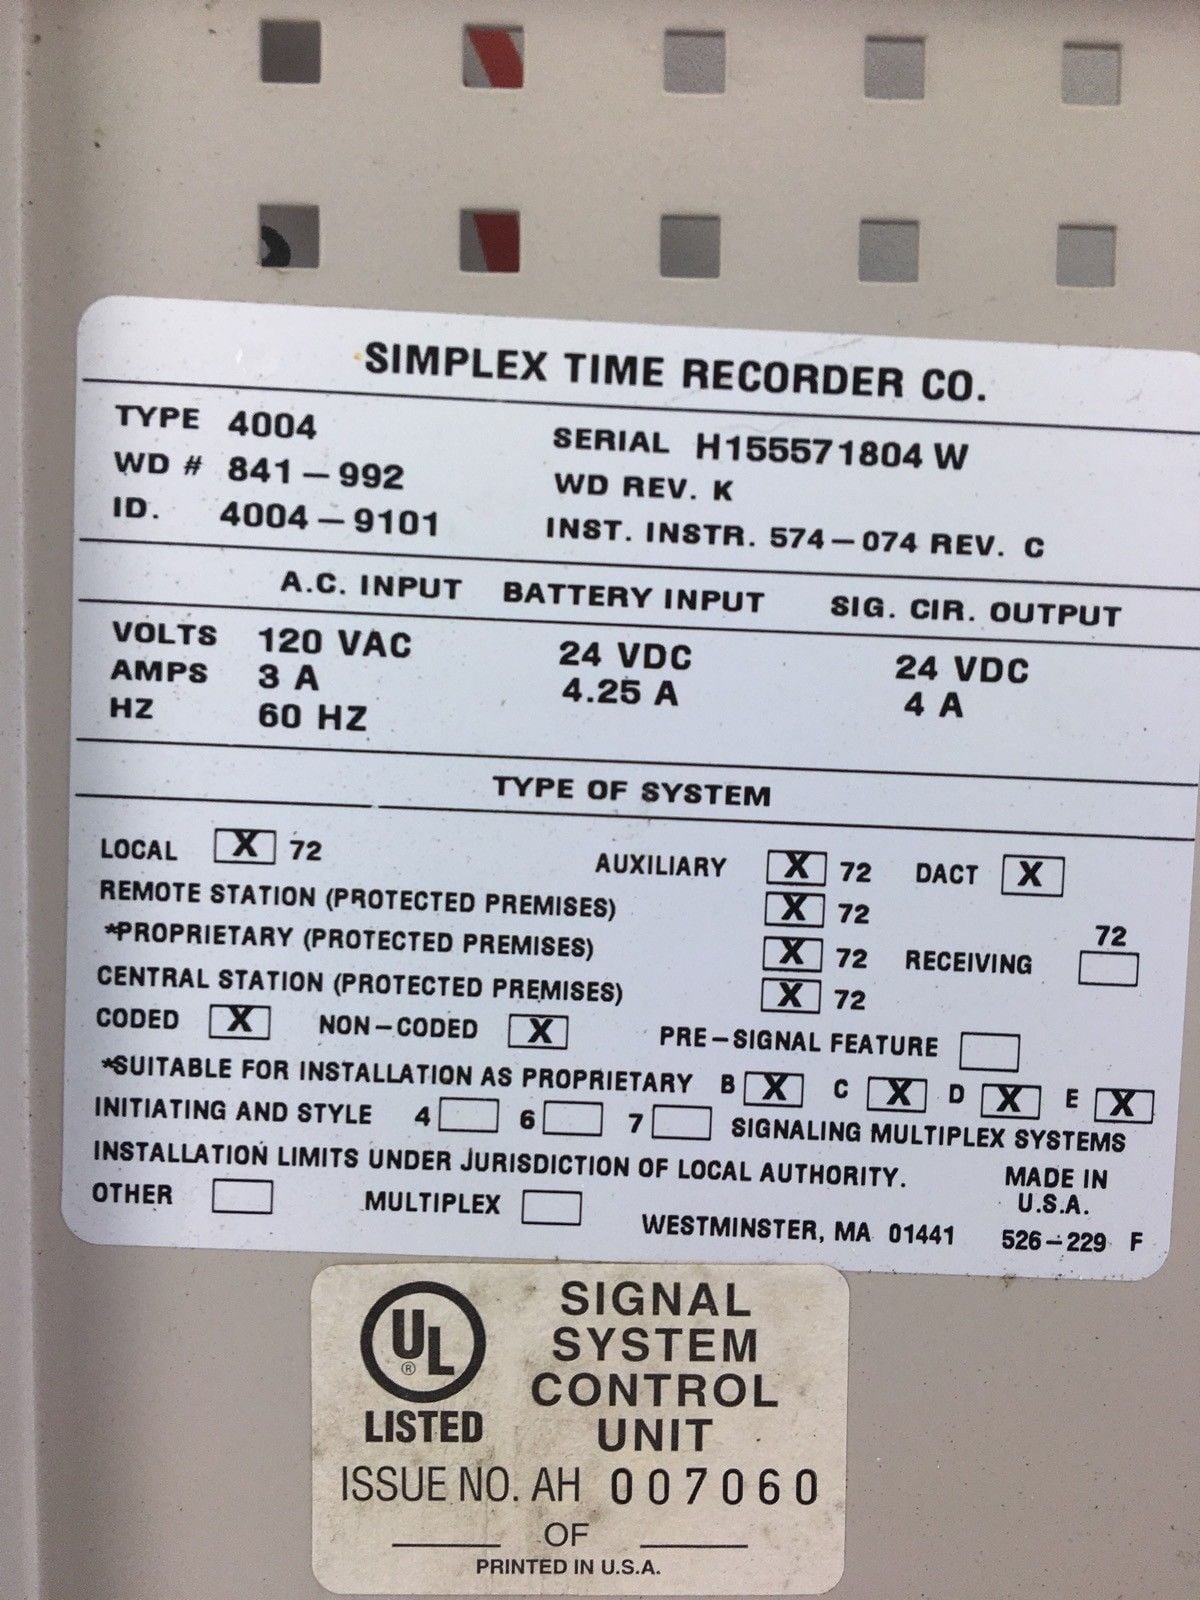 SIMPLEX TIME RECORDER CO.
TYPE 4004 SERIAL H155571804 W
WD # 841-992 WD REV. K
ID. 4004-9101 INST. INSTR. 574-074 REV. C
A.C. INPUT BATTERY INPUT SIG. CIR. OUTPUT
VOLTS 120 VAC 24 VDC 24 VDC
AMPS 3 A 4.25 A 4 A
HZ 60 HZ
TYPE OF SYSTEM
LOCAL X 72 AUXILIARY X 72 DACT X
REMOTE STATION (PROTECTED PREMISES) X 72
*PROPRIETARY (PROTECTED PREMISES) X 72 RECEIVING 72
CENTRAL STATION (PROTECTED PREMISES) X 72
CODED X NON-CODED X PRE-SIGNAL FEATURE
*SUITABLE FOR INSTALLATION AS PROPRIETARY B X C X D X E X
INITIATING AND STYLE 4 6 7 SIGNALING MULTIPLEX SYSTEMS
INSTALLATION LIMITS UNDER JURISDICTION OF LOCAL AUTHORITY. MADE IN
U.S.A.
OTHER MULTIPLEX WESTMINSTER, MA 01441 526-229 F
UL ®
LISTED
SIGNAL
SYSTEM
CONTROL
UNIT
ISSUE NO. AH 007060
OF
PRINTED IN U.S.A.